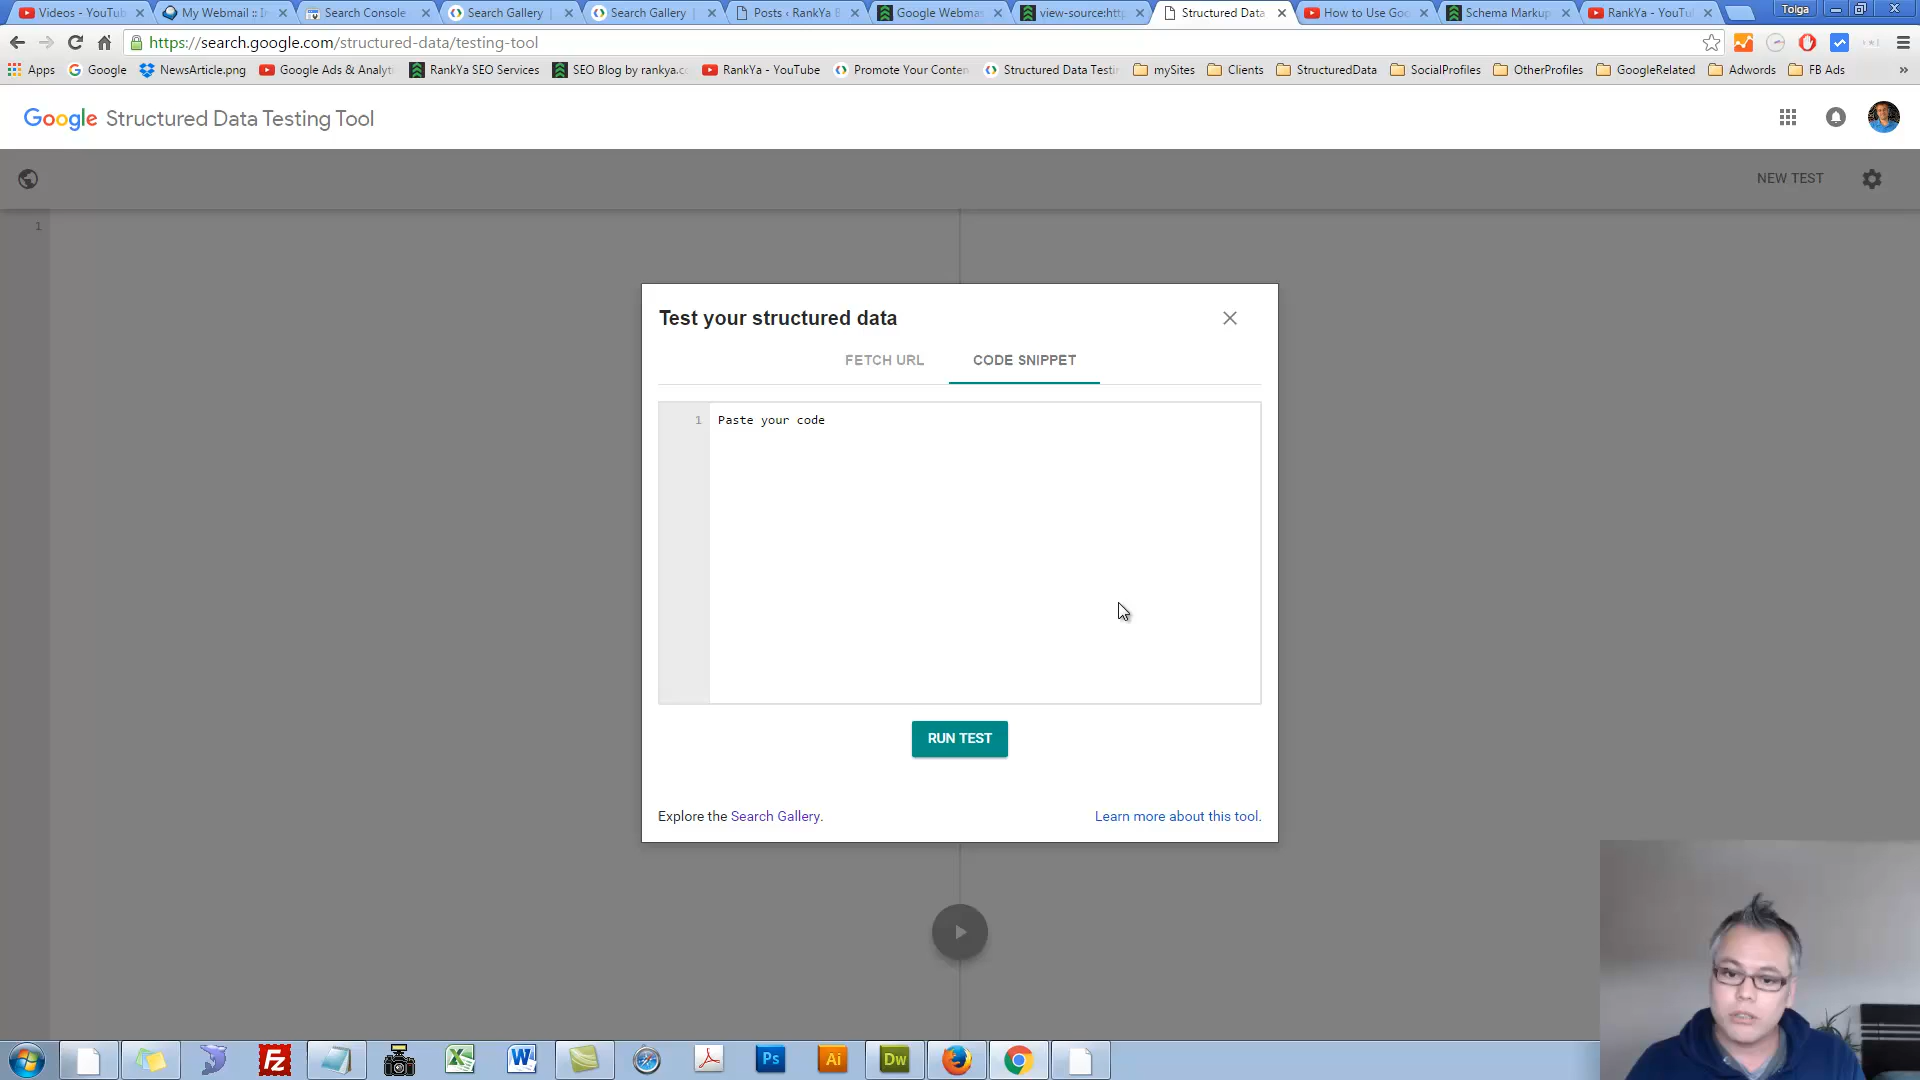 Videos - YouTub
My Webmail :: In
Search Console
Search Gallery
Search Gallery
Posts ‹ RankYa
Google Webmas
view-source:http
Structured Data
How to Use Goo
Schema Markup
RankYa - YouTu
Tolga
https://search.google.com/structured-data/testing-tool
Apps
Google
NewsArticle.png
Google Ads & Analyti
RankYa SEO Services
SEO Blog by rankya.c
RankYa - YouTube
Promote Your Conten
Structured Data Testi
mySites
Clients
StructuredData
SocialProfiles
OtherProfiles
GoogleRelated
Adwords
FB Ads
»
Google Structured Data Testing Tool
NEW TEST
1
Test your structured data
FETCH URL
CODE SNIPPET
1 Paste your code
RUN TEST
Explore the Search Gallery.
Learn more about this tool.
Fz
Ps
Ai
Dw